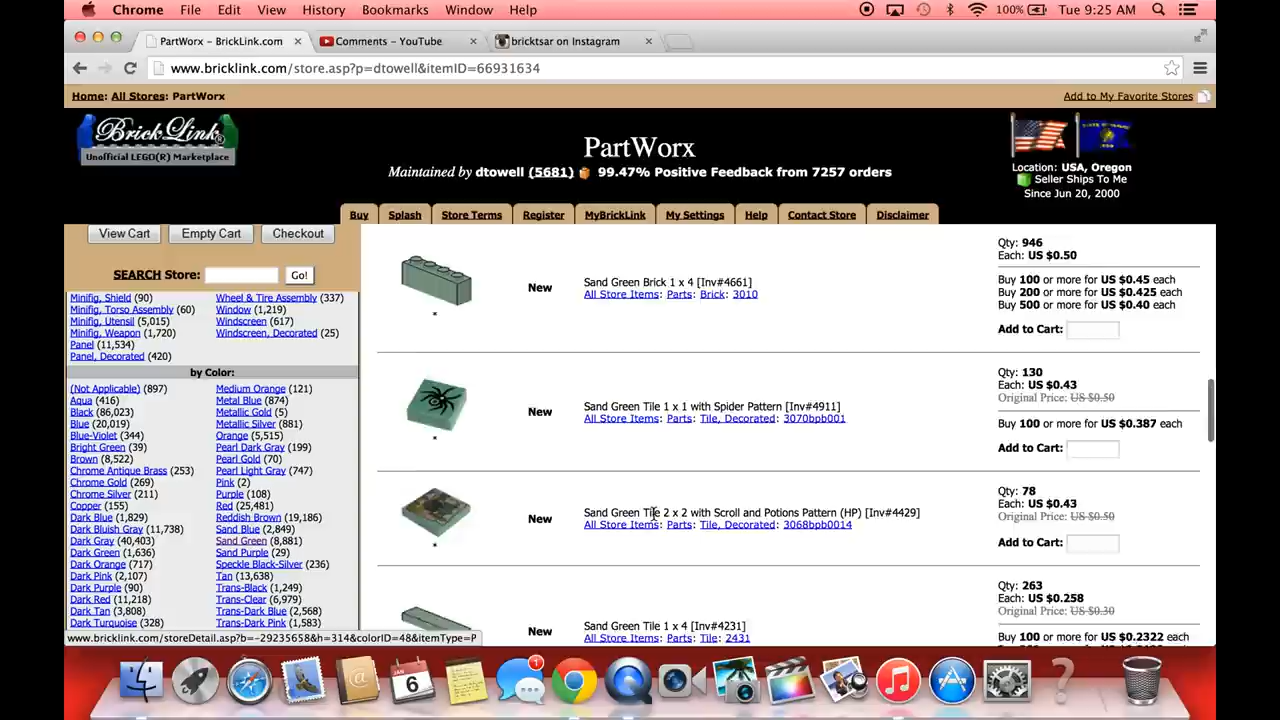 Chrome File Edit View History Bookmarks Window Help 100% Tue 9:25 AM
PartWorx - BrickLink.com × Comments - YouTube × bricktsar on Instagram ×
www.bricklink.com/store.asp?p=dtowell&itemID=66931634
Home: All Stores: PartWorx
Add to My Favorite Stores
BrickLink
Unofficial LEGO(R) Marketplace
PartWorx
Maintained by dtowell (5681) 99.47% Positive Feedback from 7257 orders
Location: USA, Oregon
Seller Ships To Me
Since Jun 20, 2000
Buy Splash Store Terms Register MyBrickLink My Settings Help Contact Store Disclaimer
View Cart Empty Cart Checkout
SEARCH Store: Go!
Minifig, Shield (90)
Minifig, Torso Assembly (60)
Minifig, Utensil (5,015)
Minifig, Weapon (1,720)
Panel (11,534)
Panel, Decorated (420)
Wheel & Tire Assembly (337)
Window (1,219)
Windscreen (617)
Windscreen, Decorated (25)
by Color:
(Not Applicable) (897)
Aqua (416)
Black (86,023)
Blue (20,019)
Blue-Violet (344)
Bright Green (39)
Brown (8,522)
Chrome Antique Brass (253)
Chrome Gold (269)
Chrome Silver (211)
Copper (155)
Dark Blue (1,829)
Dark Bluish Gray (11,738)
Dark Gray (40,403)
Dark Green (1,636)
Dark Orange (717)
Dark Pink (2,107)
Dark Purple (90)
Dark Red (11,218)
Dark Tan (3,808)
Dark Turquoise (328)
Medium Orange (121)
Metal Blue (874)
Metallic Gold (5)
Metallic Silver (881)
Orange (5,515)
Pearl Dark Gray (199)
Pearl Gold (70)
Pearl Light Gray (747)
Pink (2)
Purple (108)
Red (25,481)
Reddish Brown (19,186)
Sand Blue (2,849)
Sand Green (8,881)
Sand Purple (29)
Speckle Black-Silver (236)
Tan (13,638)
Trans-Black (1,249)
Trans-Clear (6,979)
Trans-Dark Blue (2,568)
Trans-Dark Pink (1,583)
New
Sand Green Brick 1 x 4 [Inv#4661]
All Store Items: Parts: Brick: 3010
Qty: 946
Each: US $0.50
Buy 100 or more for US $0.45 each
Buy 200 or more for US $0.425 each
Buy 500 or more for US $0.40 each
Add to Cart:
New
Sand Green Tile 1 x 1 with Spider Pattern [Inv#4911]
All Store Items: Parts: Tile, Decorated: 3070bpb001
Qty: 130
Each: US $0.43
Original Price: US $0.50
Buy 100 or more for US $0.387 each
Add to Cart:
New
Sand Green Tile 2 x 2 with Scroll and Potions Pattern (HP) [Inv#4429]
All Store Items: Parts: Tile, Decorated: 3068bpb0014
Qty: 78
Each: US $0.43
Original Price: US $0.50
Add to Cart:
New
Sand Green Tile 1 x 4 [Inv#4231]
All Store Items: Parts: Tile: 2431
Qty: 263
Each: US $0.258
Original Price: US $0.30
Buy 100 or more for US $0.2322 each
www.bricklink.com/storeDetail.asp?b=-29235658&h=314&colorID=48&itemType=P
JAN
6
1
?